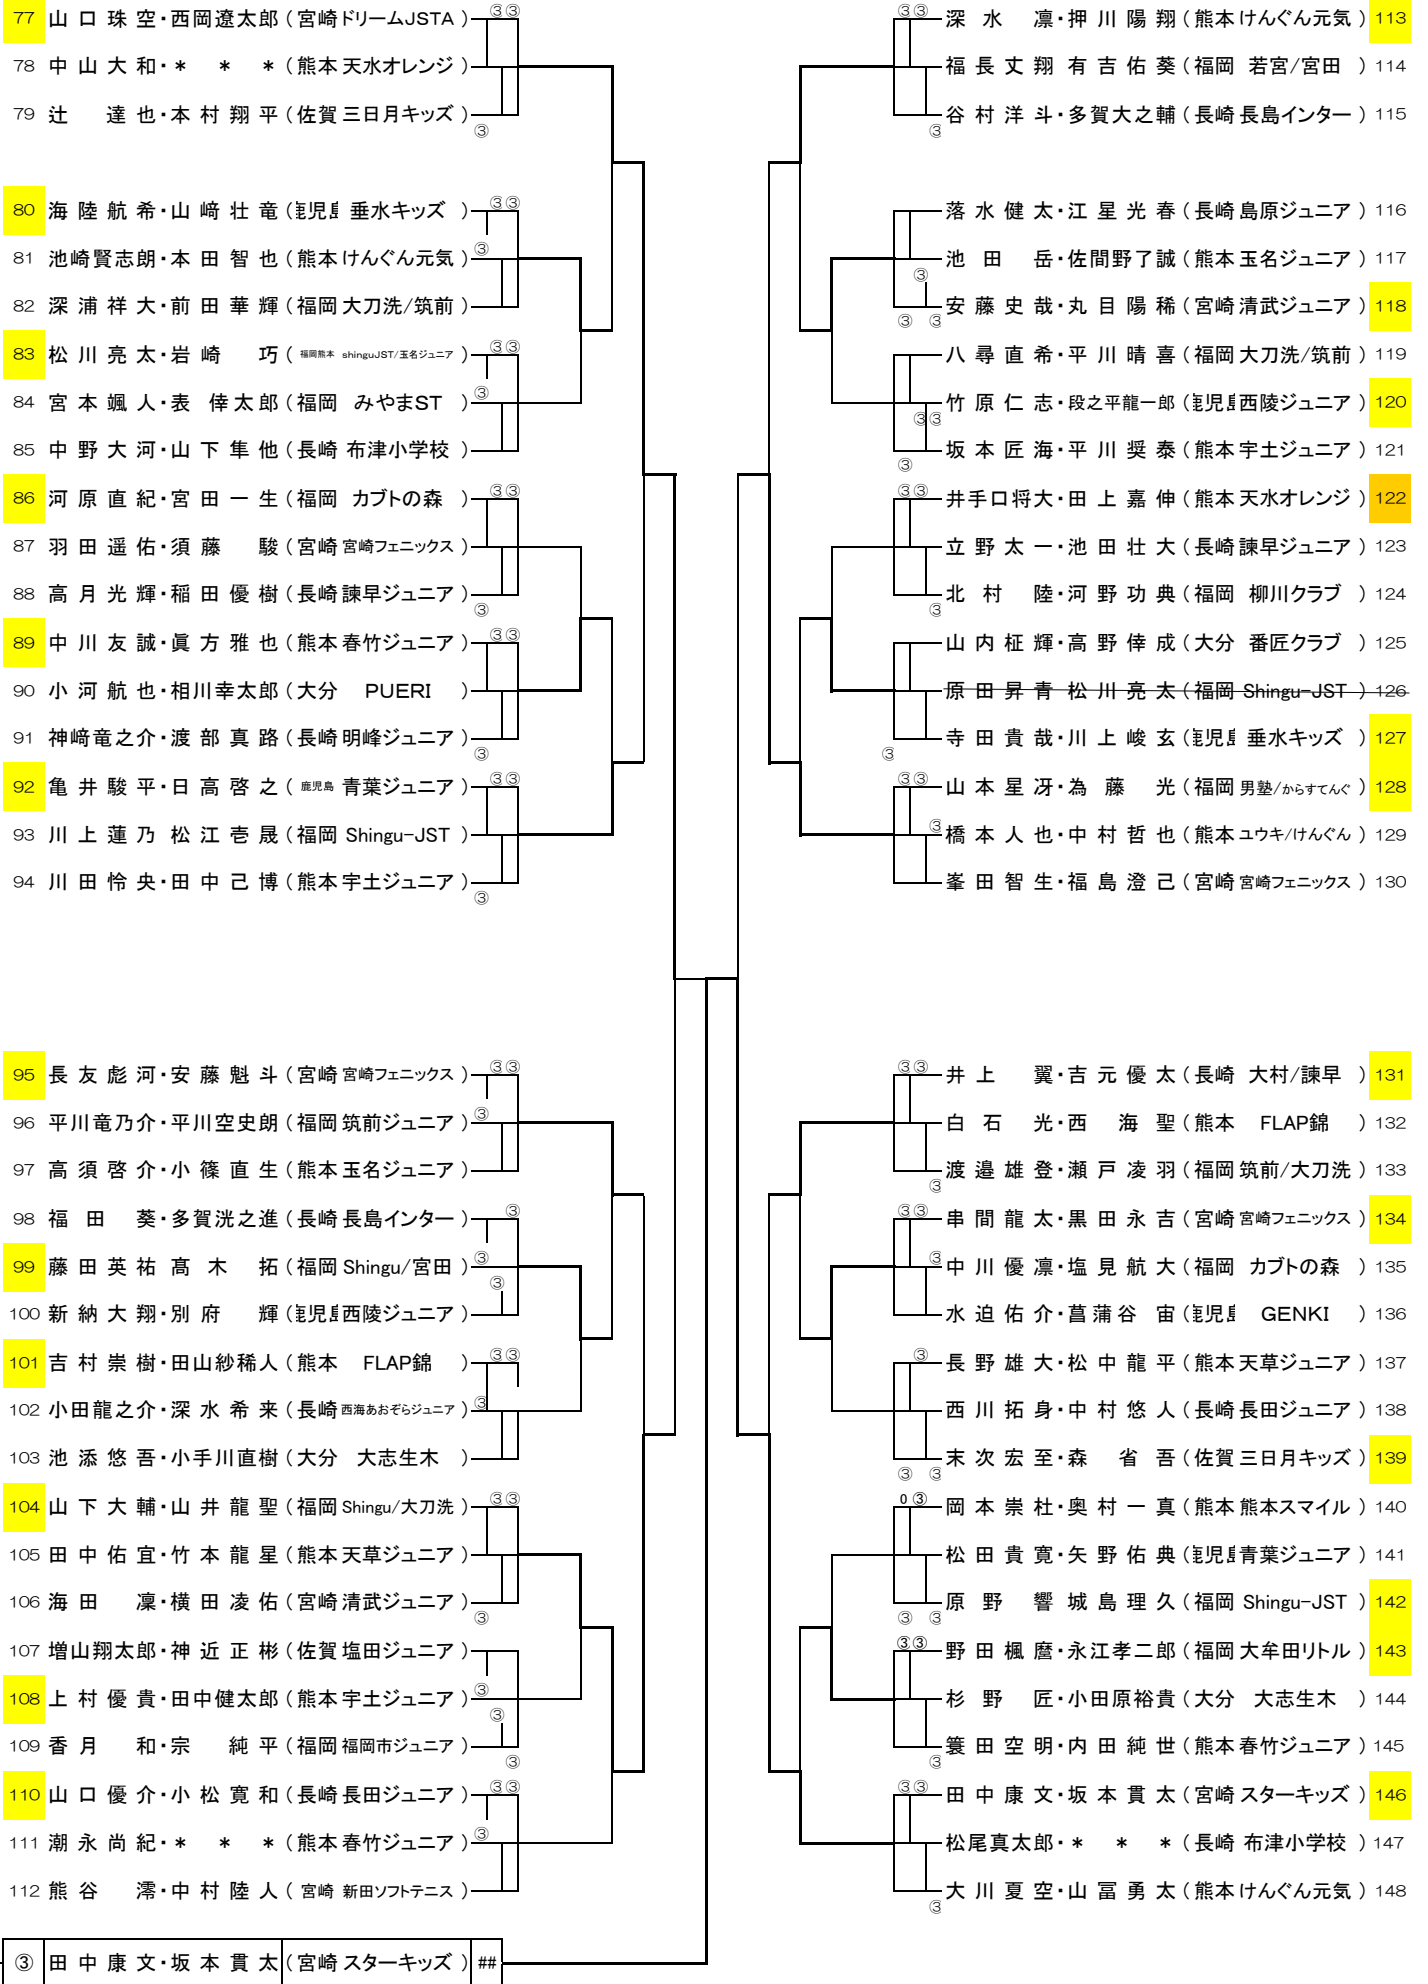 77 山口珠空・西岡遼太郎 (宮崎 ドリームJSTA) ③③
78 中山大和・＊＊＊ (熊本 天水オレンジ)
79 辻 達也・本村翔平 (佐賀 三日月キッズ) ③
80 海陸航希・山﨑壮竜 (鹿児島 垂水キッズ) ③③
81 池崎賢志朗・本田智也 (熊本 けんぐん元気) ③
82 深浦祥大・前田華輝 (福岡 大刀洗/筑前)
83 松川亮太・岩崎 巧 (福岡熊本 shinguJST/玉名ジュニア) ③③
84 宮本颯人・表 倖太郎 (福岡 みやまST) ③
85 中野大河・山下隼他 (長崎 布津小学校)
86 河原直紀・宮田一生 (福岡 カブトの森) ③③
87 羽田遥佑・須藤 駿 (宮崎 宮崎フェニックス)
88 高月光輝・稲田優樹 (長崎 諫早ジュニア) ③
89 中川友誠・眞方雅也 (熊本 春竹ジュニア) ③③
90 小河航也・相川幸太郎 (大分 PUERI)
91 神﨑竜之介・渡部真路 (長崎 明峰ジュニア) ③
92 亀井駿平・日高啓之 (鹿児島 青葉ジュニア) ③③
93 川上蓮乃 松江壱晟 (福岡 Shingu-JST)
94 川田怜央・田中己博 (熊本 宇土ジュニア) ③
95 長友彪河・安藤魁斗 (宮崎 宮崎フェニックス) ③③
96 平川竜乃介・平川空史朗 (福岡 筑前ジュニア) ③
97 高須啓介・小篠直生 (熊本 玉名ジュニア)
98 福田 葵・多賀洸之進 (長崎 長島インター) ③
99 藤田英祐 髙木 拓 (福岡 Shingu/宮田) ③ ③
100 新納大翔・別府 輝 (鹿児島 西陵ジュニア)
101 吉村崇樹・田山紗稀人 (熊本 FLAP錦) ③③
102 小田龍之介・深水希来 (長崎 西海あおぞらジュニア) ③
103 池添悠吾・小手川直樹 (大分 大志生木)
104 山下大輔・山井龍聖 (福岡 Shingu/大刀洗) ③③
105 田中佑宜・竹本龍星 (熊本 天草ジュニア)
106 海田 凜・横田凌佑 (宮崎 清武ジュニア) ③
107 増山翔太郎・神近正彬 (佐賀 塩田ジュニア)
108 上村優貴・田中健太郎 (熊本 宇土ジュニア) ③ ③
109 香月 和・宗 純平 (福岡 福岡市ジュニア) ③
110 山口優介・小松寛和 (長崎 長田ジュニア) ③③
111 潮永尚紀・＊＊＊ (熊本 春竹ジュニア) ③
112 熊谷 澪・中村陸人 (宮崎 新田ソフトテニス)
③ 田中康文・坂本貫太 (宮崎 スターキッズ) ##
③③ 深水 凛・押川陽翔 (熊本 けんぐん元気) 113
福長丈翔 有吉佑葵 (福岡 若宮/宮田) 114
③ 谷村洋斗・多賀大之輔 (長崎 長島インター) 115
落水健太・江星光春 (長崎 島原ジュニア) 116
池田 岳・佐間野了誠 (熊本 玉名ジュニア) 117
③ ③ ③ 安藤史哉・丸目陽稀 (宮崎 清武ジュニア) 118
八尋直希・平川晴喜 (福岡 大刀洗/筑前) 119
③③ 竹原仁志・段之平龍一郎 (鹿児島 西陵ジュニア) 120
③ 坂本匠海・平川奨泰 (熊本 宇土ジュニア) 121
③③ 井手口将大・田上嘉伸 (熊本 天水オレンジ) 122
立野太一・池田壮大 (長崎 諫早ジュニア) 123
③ 北村 陸・河野功典 (福岡 柳川クラブ) 124
山内柾輝・高野倖成 (大分 番匠クラブ) 125
原田昇青 松川亮太 (福岡 Shingu-JST) 126
③ 寺田貴哉・川上峻玄 (鹿児島 垂水キッズ) 127
③③ 山本星冴・為藤 光 (福岡 男塾/からすてんぐ) 128
③ 橋本人也・中村哲也 (熊本 ユウキ/けんぐん) 129
峯田智生・福島澄己 (宮崎 宮崎フェニックス) 130
③③ 井上 翼・吉元優太 (長崎 大村/諫早) 131
白石 光・西 海聖 (熊本 FLAP錦) 132
③ 渡邉雄登・瀬戸凌羽 (福岡 筑前/大刀洗) 133
③③ 串間龍太・黒田永吉 (宮崎 宮崎フェニックス) 134
③ 中川優凛・塩見航大 (福岡 カブトの森) 135
水迫佑介・菖蒲谷 宙 (鹿児島 GENKI) 136
③ 長野雄大・松中龍平 (熊本 天草ジュニア) 137
西川拓身・中村悠人 (長崎 長田ジュニア) 138
③ ③ 末次宏至・森 省吾 (佐賀 三日月キッズ) 139
0 ③ 岡本崇杜・奥村一真 (熊本 熊本スマイル) 140
松田貴寛・矢野佑典 (鹿児島 青葉ジュニア) 141
③ ③ 原野 響 城島理久 (福岡 Shingu-JST) 142
③③ 野田楓麿・永江孝二郎 (福岡 大牟田リトル) 143
杉野 匠・小田原裕貴 (大分 大志生木) 144
③ 簑田空明・内田純世 (熊本 春竹ジュニア) 145
③③ 田中康文・坂本貫太 (宮崎 スターキッズ) 146
松尾真太郎・＊＊＊ (長崎 布津小学校) 147
③ 大川夏空・山冨勇太 (熊本 けんぐん元気) 148